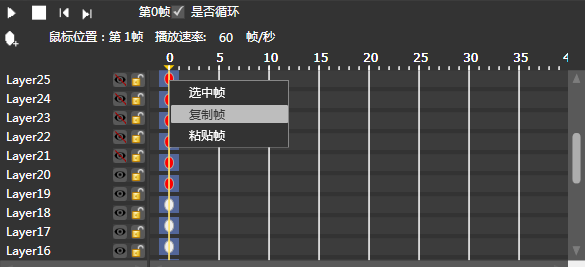 第0帧 是否循环
鼠标位置：第 1帧 播放速率: 60 帧/秒
0 5 10 15 20 25 30 35 4
Layer25
选中帧
Layer24
复制帧
Layer23
Layer22
粘贴帧
Layer21
Layer20
Layer19
Layer18
Layer17
Layer16